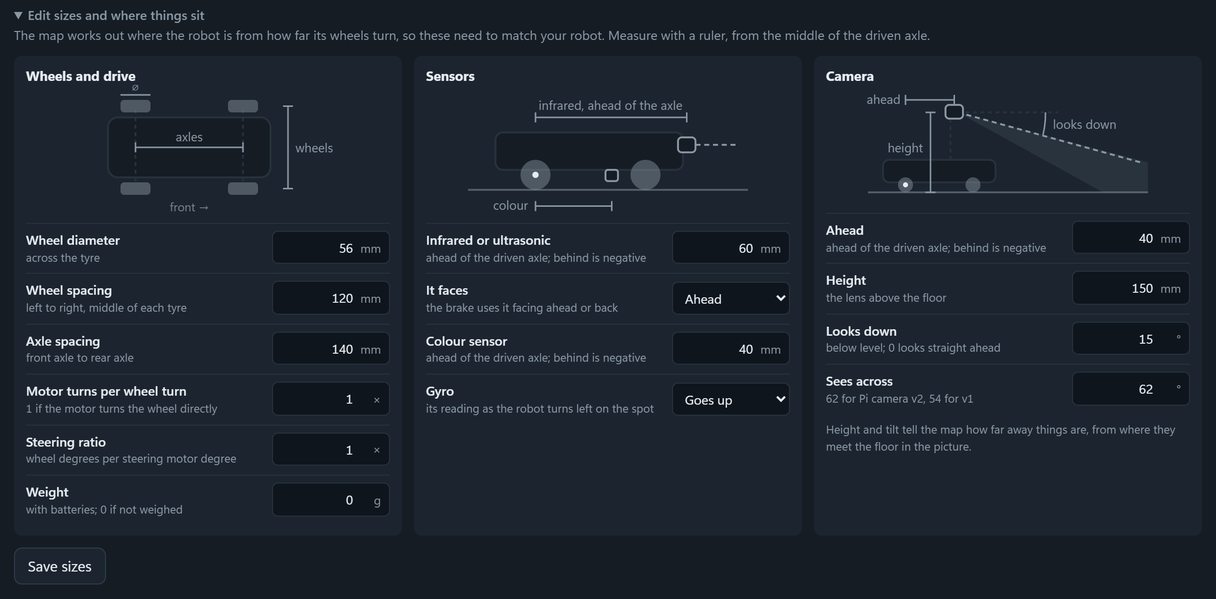 ▼ Edit sizes and where things sit
The map works out where the robot is from how far its wheels turn, so these need to match your robot. Measure with a ruler, from the middle of the driven axle.
Wheels and drive
⌀
axles
wheels
front →
Wheel diameter
across the tyre
56 mm
Wheel spacing
left to right, middle of each tyre
120 mm
Axle spacing
front axle to rear axle
140 mm
Motor turns per wheel turn
1 if the motor turns the wheel directly
1 ×
Steering ratio
wheel degrees per steering motor degree
1 ×
Weight
with batteries; 0 if not weighed
0 g
Sensors
infrared, ahead of the axle
colour
Infrared or ultrasonic
ahead of the driven axle; behind is negative
60 mm
It faces
the brake uses it facing ahead or back
Ahead
Colour sensor
ahead of the driven axle; behind is negative
40 mm
Gyro
its reading as the robot turns left on the spot
Goes up
Camera
ahead
looks down
height
Ahead
ahead of the driven axle; behind is negative
40 mm
Height
the lens above the floor
150 mm
Looks down
below level; 0 looks straight ahead
15 °
Sees across
62 for Pi camera v2, 54 for v1
62 °
Height and tilt tell the map how far away things are, from where they
meet the floor in the picture.
Save sizes